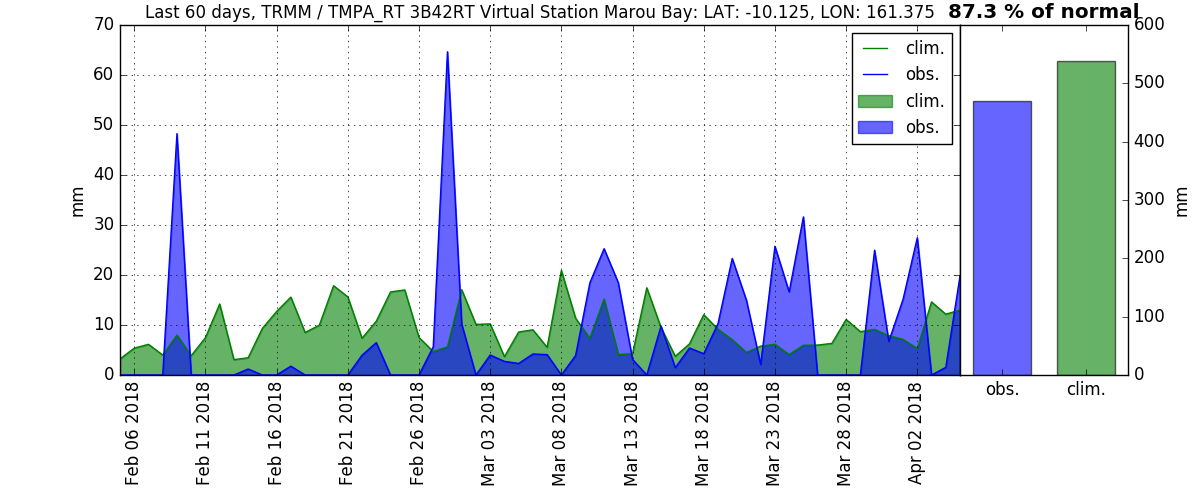 Last 60 days, TRMM / TMPA_RT 3B42RT Virtual Station Marou Bay: LAT: -10.125, LON: 161.375 87.3 % of normal
70
60
50
40
30
20
10
0
mm
clim.
obs.
clim.
obs.
600
500
400
300
200
100
0
mm
obs. clim.
Feb 06 2018
Feb 11 2018
Feb 16 2018
Feb 21 2018
Feb 26 2018
Mar 03 2018
Mar 08 2018
Mar 13 2018
Mar 18 2018
Mar 23 2018
Mar 28 2018
Apr 02 2018